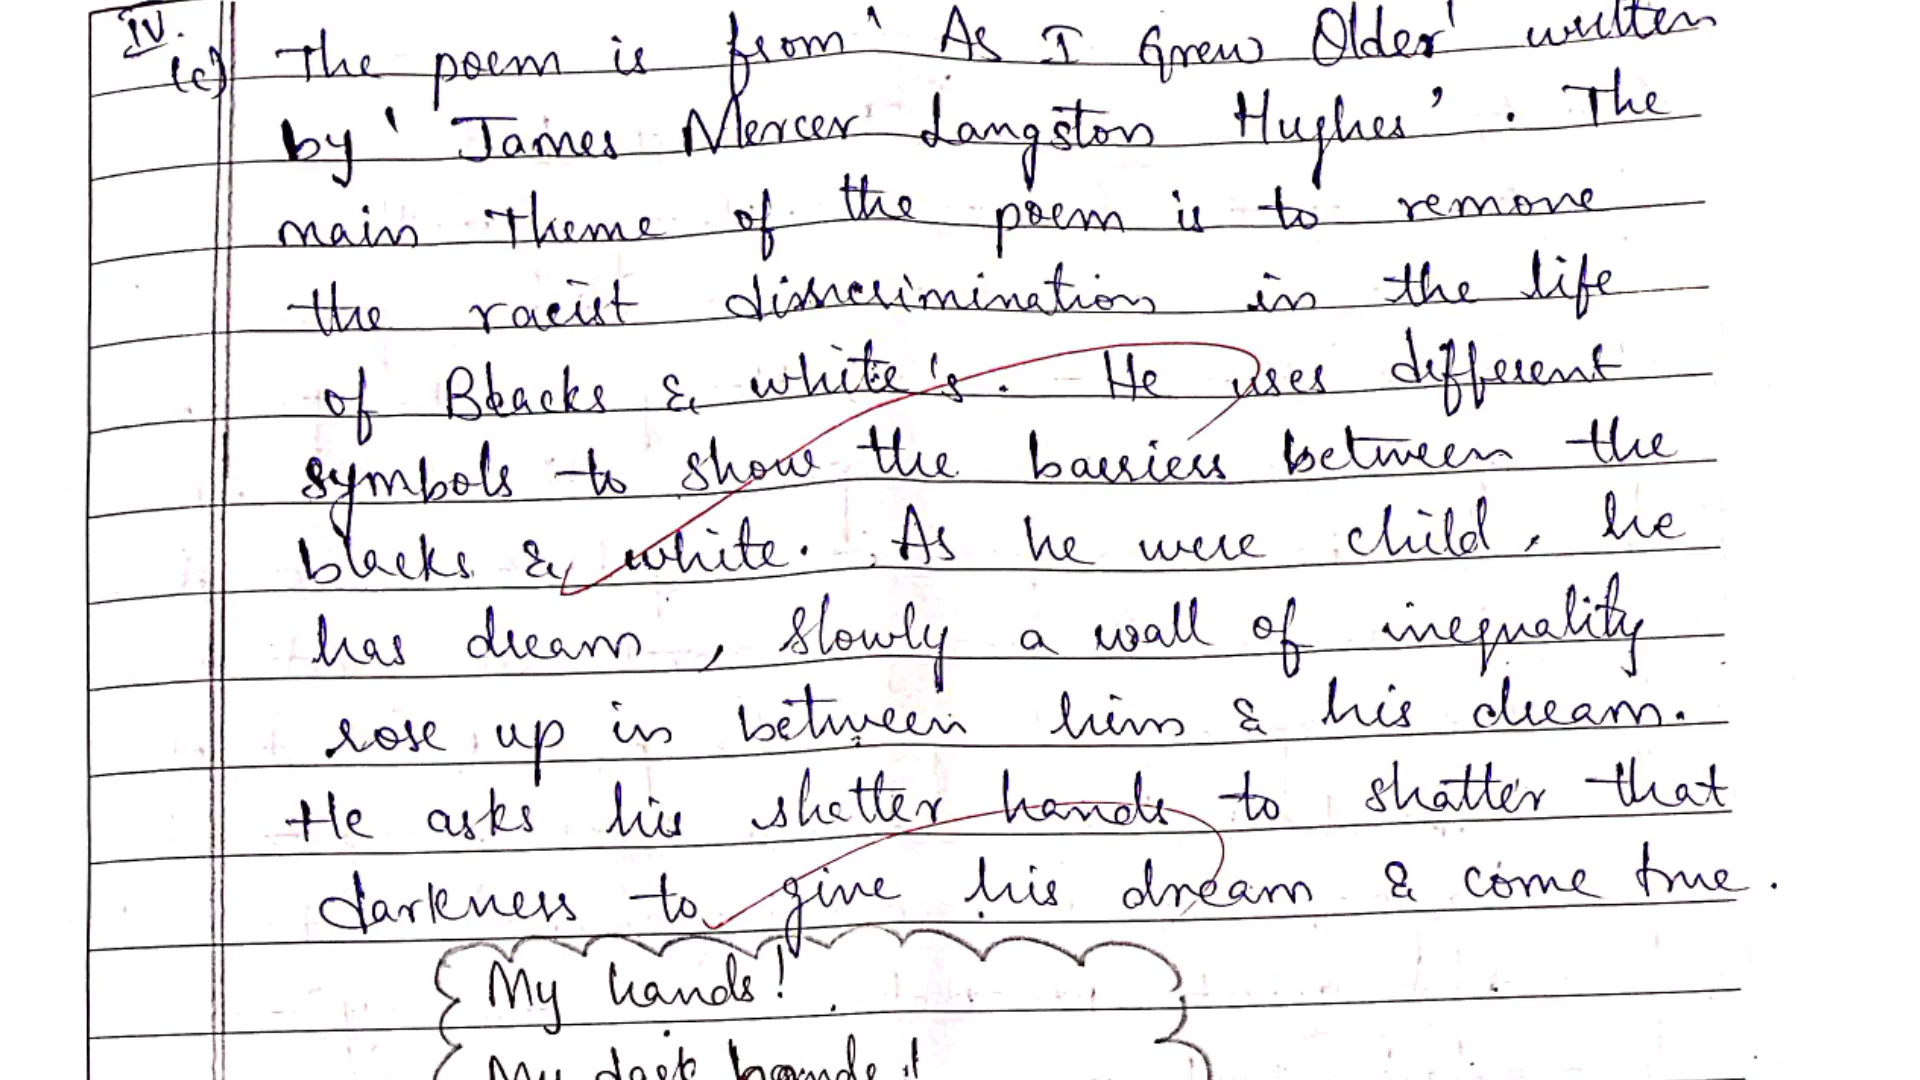 IV.
(c) The poem is from ' As I Grew Older' written
by ' James Mercer Langston Hughes' . The
main theme of the poem is to remove
the racist disscrimination in the life
of Blacks & white's . He uses different
symbols to show the barriers between the
blacks & white. As he were child, he
has dream , slowly a wall of inequality
rose up in between him & his dream.
He asks his shatter hands to shatter that
darkness to give his dream & come true .
My hands!
My dark hands!